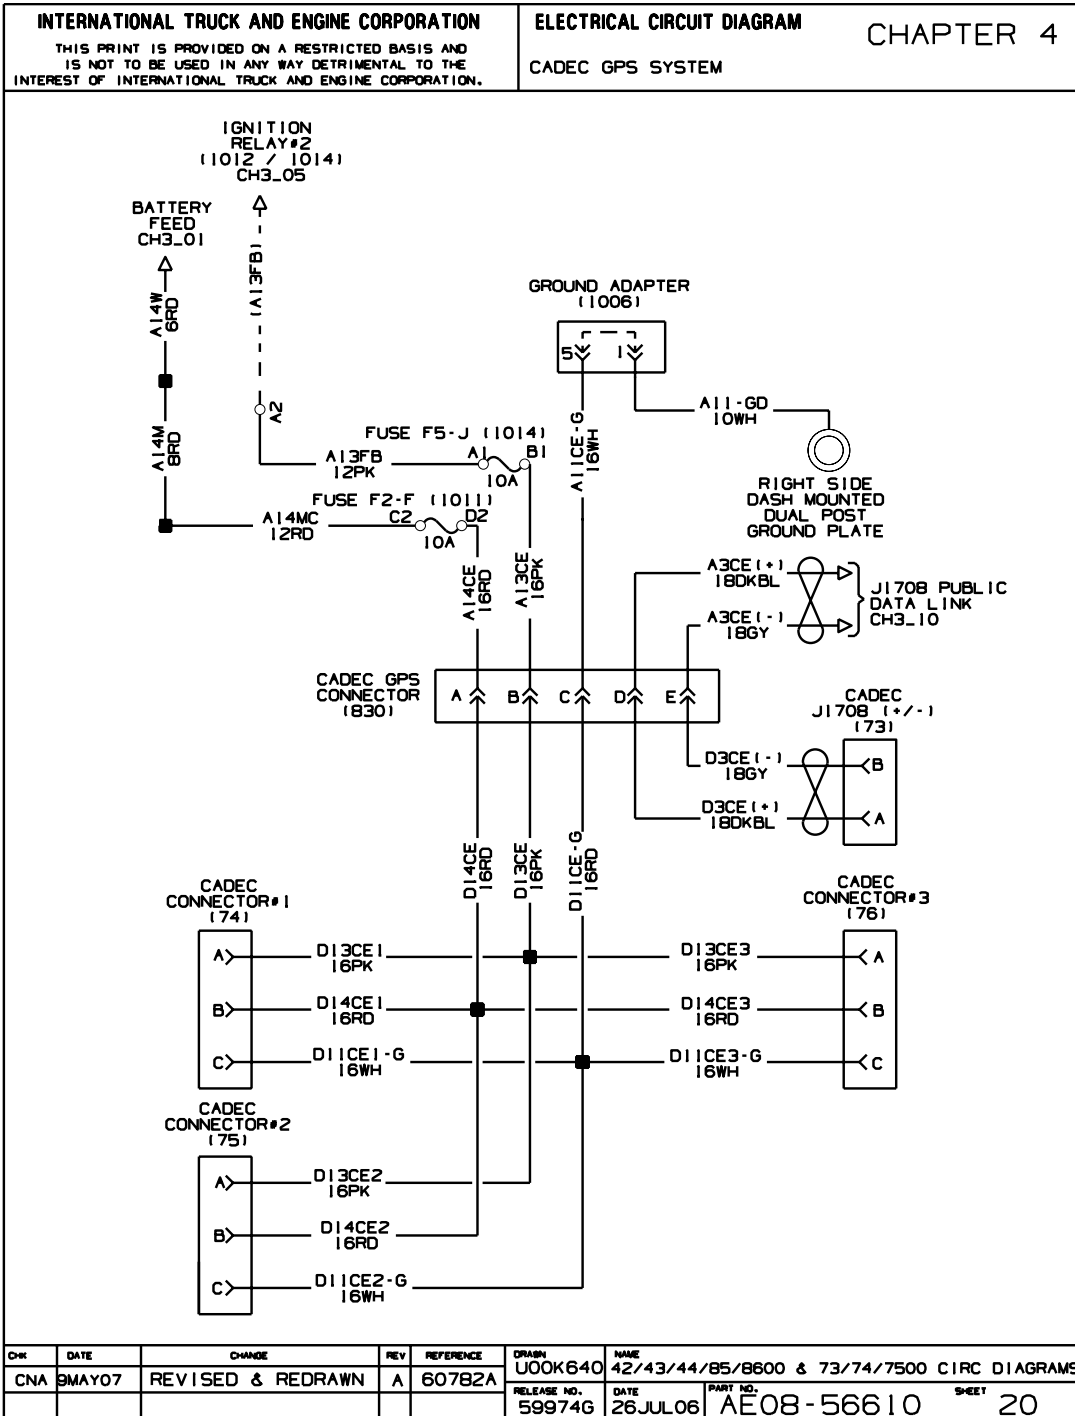 INTERNATIONAL TRUCK AND ENGINE CORPORATION
THIS PRINT IS PROVIDED ON A RESTRICTED BASIS AND
IS NOT TO BE USED IN ANY WAY DETRIMENTAL TO THE
INTEREST OF INTERNATIONAL TRUCK AND ENGINE CORPORATION.
ELECTRICAL CIRCUIT DIAGRAM
CADEC GPS SYSTEM
CHAPTER 4
IGNITION
RELAY#2
(1012 / 1014)
CH3_05
BATTERY
FEED
CH3_01
(A13FB)
A14W
6RD
A2
A14M
8RD
GROUND ADAPTER
(1006)
5
1
A11-GD
10WH
A11CE-G
16WH
RIGHT SIDE
DASH MOUNTED
DUAL POST
GROUND PLATE
FUSE F5-J (1014)
A1
B1
A13FB
12PK
10A
FUSE F2-F (1011)
C2
D2
A14MC
12RD
10A
A14CE
16RD
A13CE
16PK
A3CE(+)
18DKBL
A3CE(-)
18GY
J1708 PUBLIC
DATA LINK
CH3_10
CADEC GPS
CONNECTOR
(830)
A
B
C
D
E
CADEC
J1708 (+/-)
(73)
D3CE(-)
18GY
B
D3CE(+)
18DKBL
A
D14CE
16RD
D13CE
16PK
D11CE-G
16RD
CADEC
CONNECTOR#1
(74)
A
D13CE1
16PK
B
D14CE1
16RD
C
D11CE1-G
16WH
CADEC
CONNECTOR#3
(76)
D13CE3
16PK
A
D14CE3
16RD
B
D11CE3-G
16WH
C
CADEC
CONNECTOR#2
(75)
A
D13CE2
16PK
B
D14CE2
16RD
C
D11CE2-G
16WH
CHK DATE CHANGE REV REFERENCE
CNA 9MAY07 REVISED & REDRAWN A 60782A
DRAWN
U00K640
NAME
42/43/44/85/8600 & 73/74/7500 CIRC DIAGRAMS
RELEASE NO.
59974G
DATE
26JUL06
PART NO.
AE08-56610
SHEET
20